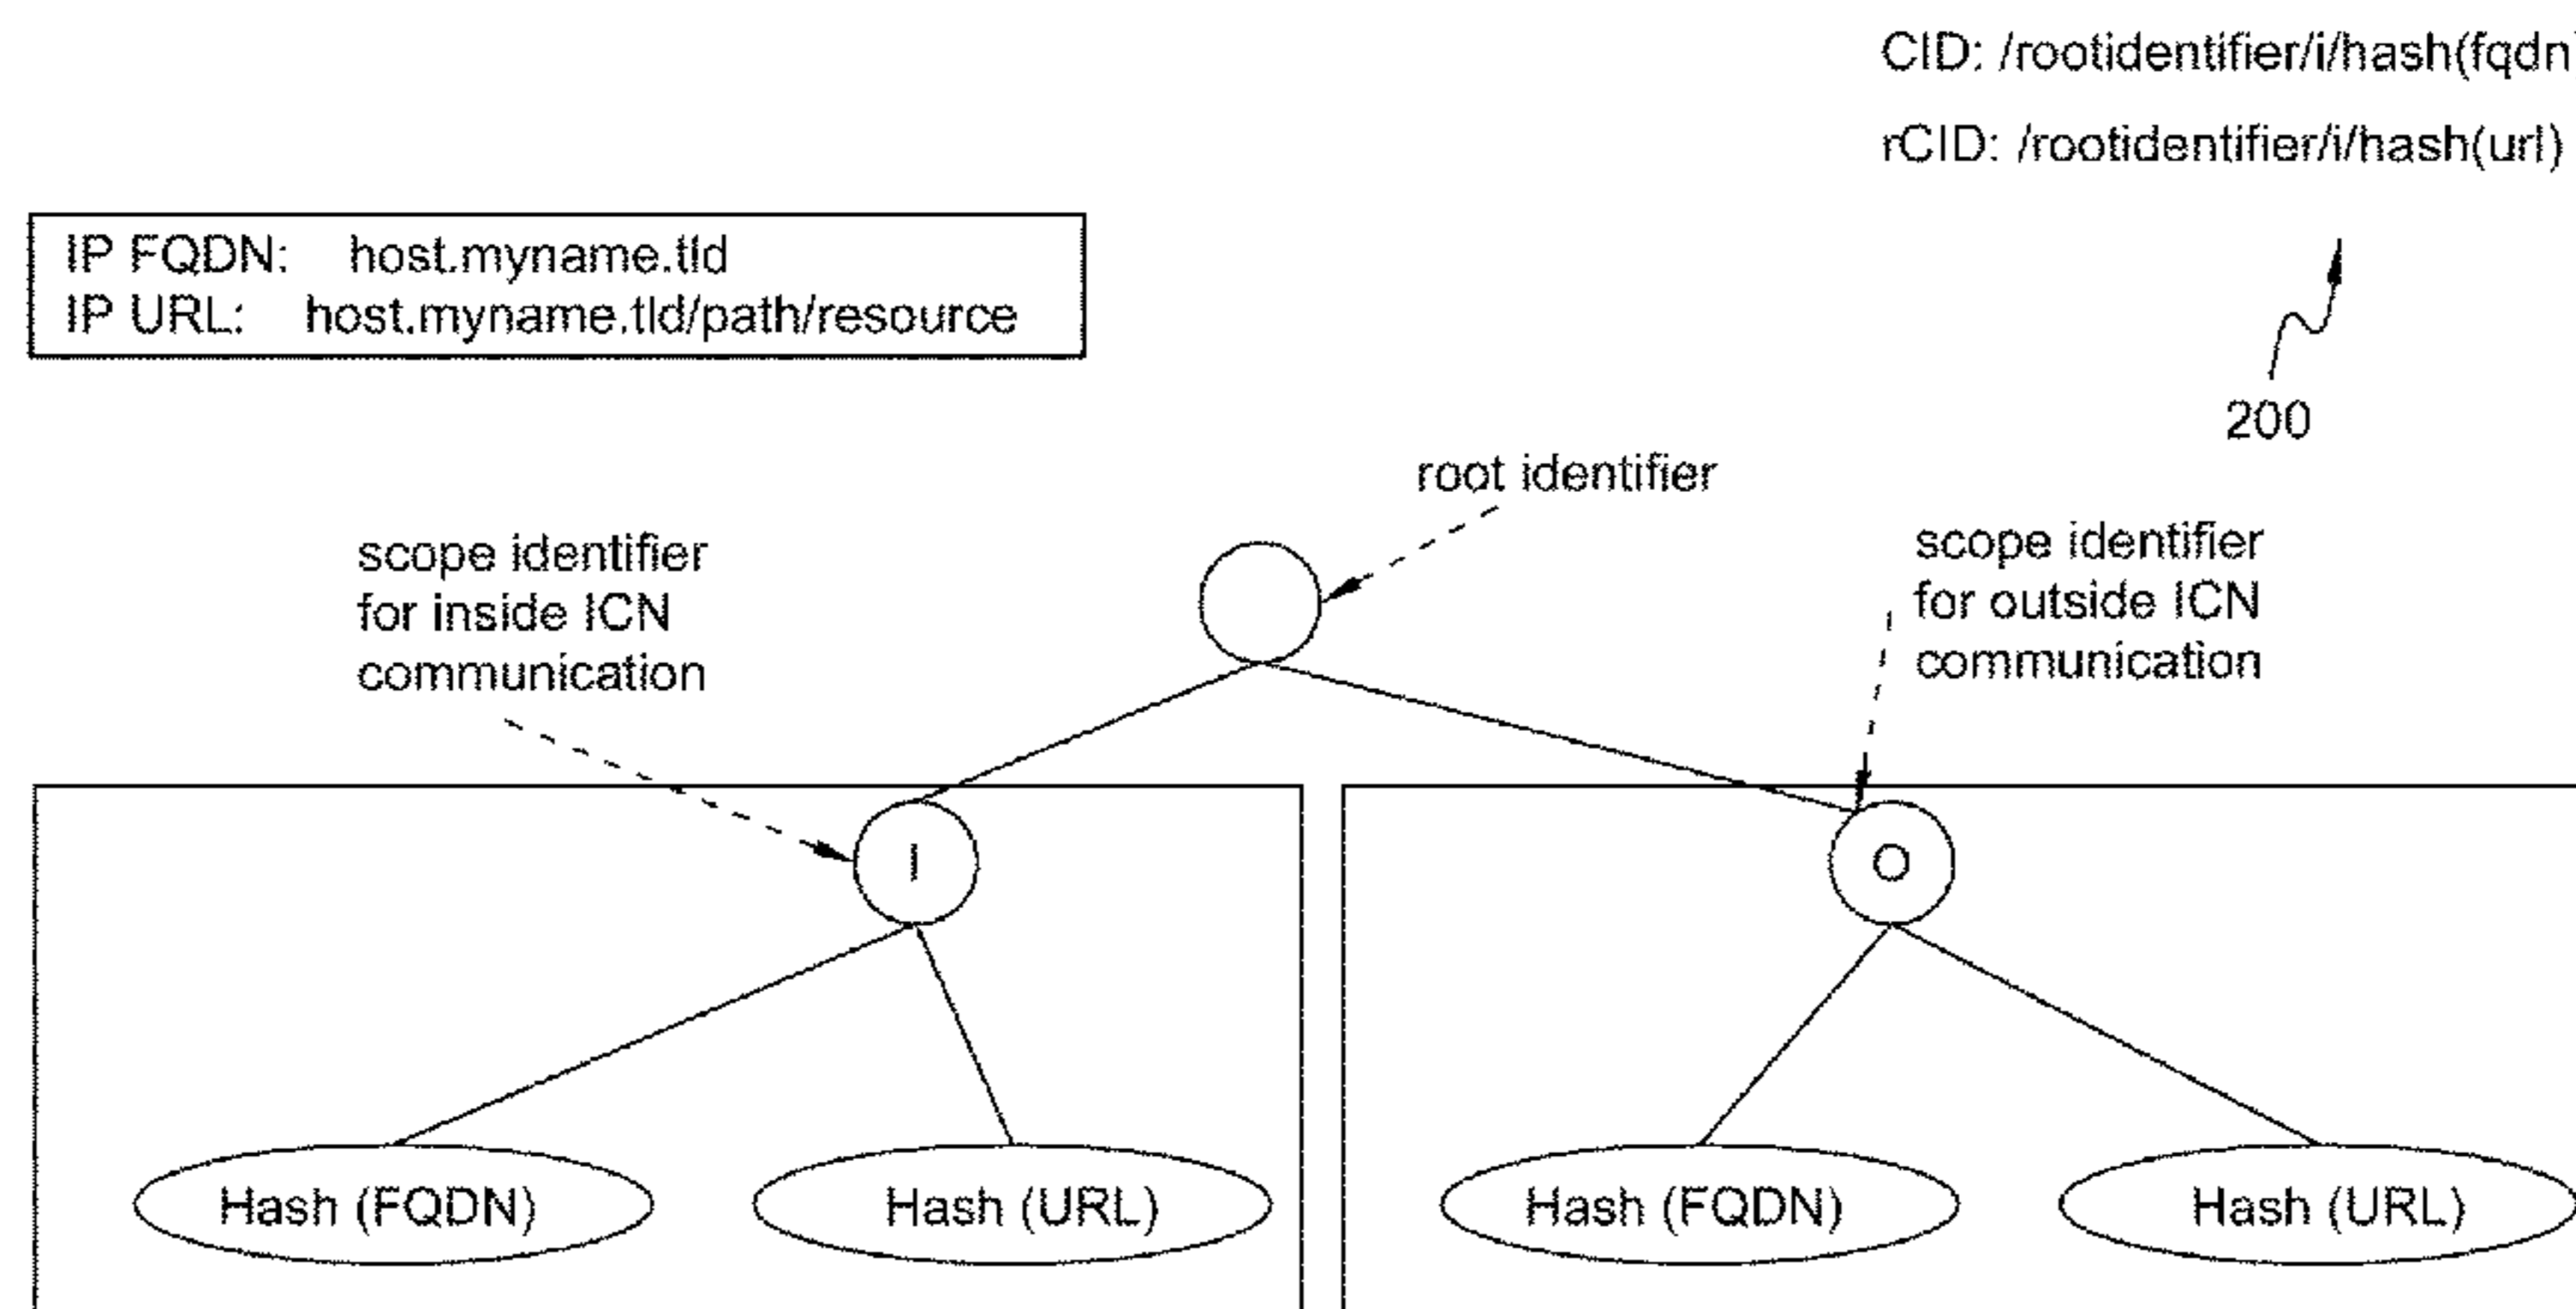 CID: /rootidentifier/i/hash(fqdn)
rCID: /rootidentifier/i/hash(url)
IP FQDN: host.myname.tld
IP URL: host.myname.tld/path/resource
200
root identifier
scope identifier
for inside ICN
communication
scope identifier
for outside ICN
communication
I
O
Hash (FQDN)
Hash (URL)
Hash (FQDN)
Hash (URL)